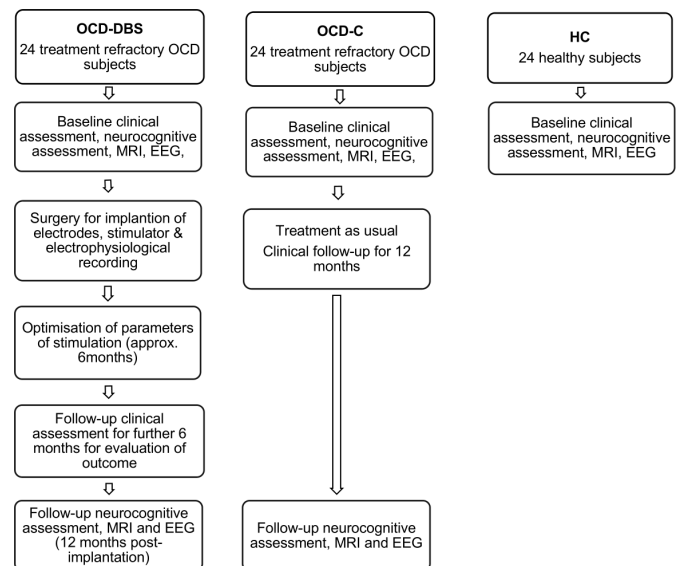 OCD-DBS
24 treatment refractory OCD
subjects
Baseline clinical
assessment, neurocognitive
assessment, MRI, EEG,
Surgery for implantion of
electrodes, stimulator &
electrophysiological
recording
Optimisation of parameters
of stimulation (approx.
6months)
Follow-up clinical
assessment for further 6
months for evaluation of
outcome
Follow-up neurocognitive
assessment, MRI and EEG
(12 months post-
implantation)
OCD-C
24 treatment refractory OCD
subjects
Baseline clinical
assessment, neurocognitive
assessment, MRI, EEG,
Treatment as usual
Clinical follow-up for 12
months
Follow-up neurocognitive
assessment, MRI and EEG
HC
24 healthy subjects
Baseline clinical
assessment, neurocognitive
assessment, MRI, EEG